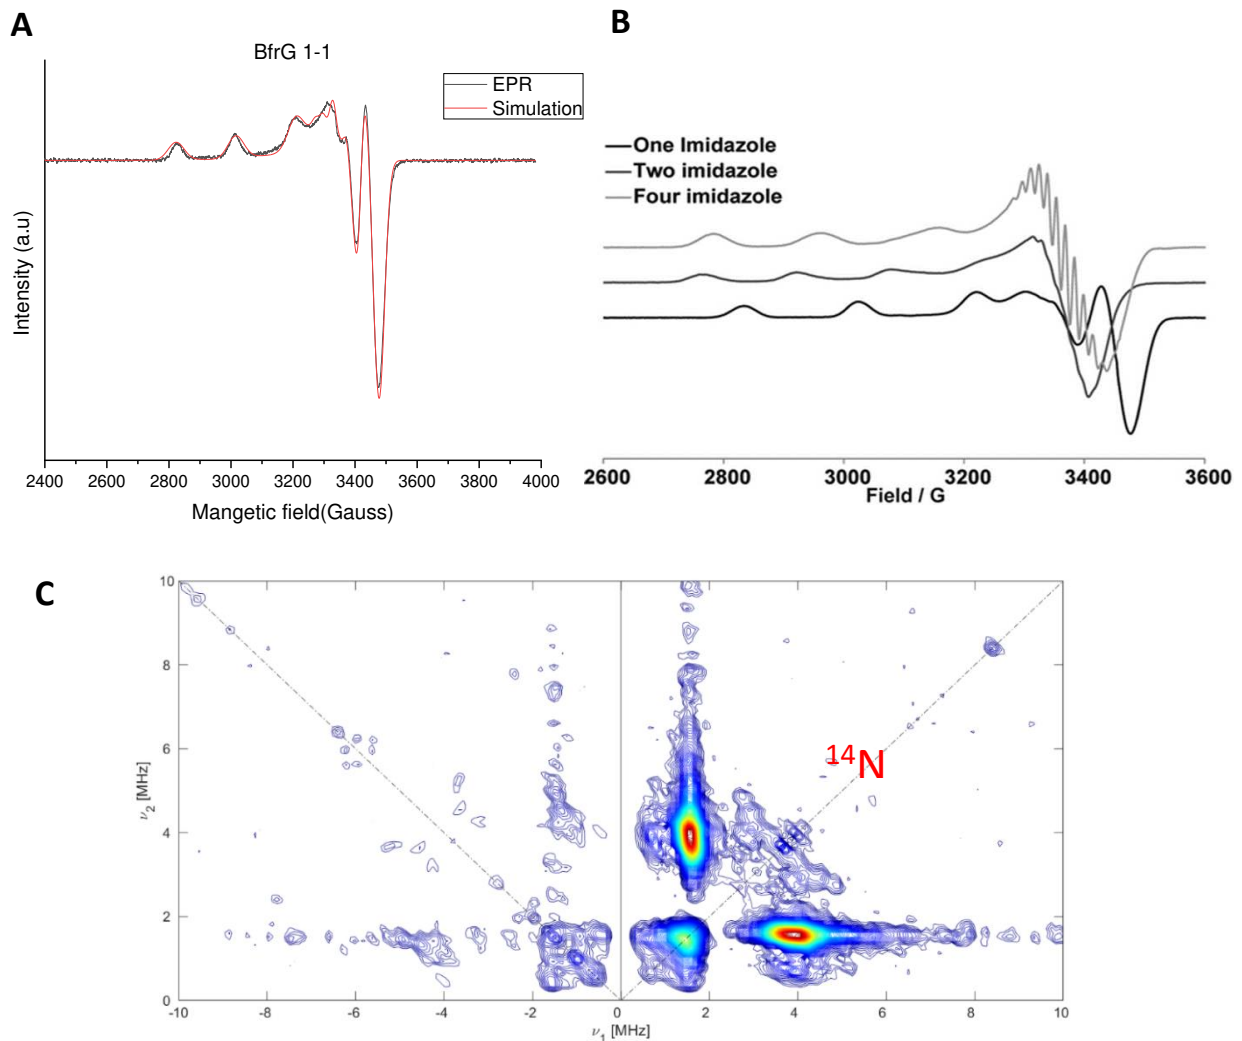 A
BfrG 1-1
EPR
Simulation
Intensity (a.u)
2400 2600 2800 3000 3200 3400 3600 3800 4000
Mangetic field(Gauss)
B
One Imidazole
Two imidazole
Four imidazole
2600 2800 3000 3200 3400 3600
Field / G
C
10
8
6
4
2
0
ν2 [MHz]
14N
-10 -8 -6 -4 -2 0 2 4 6 8 10
ν1 [MHz]